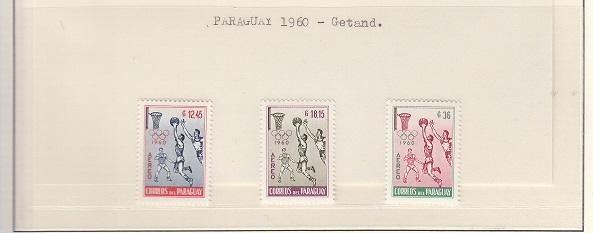 PARAGUAY 1960 - Getand.
₲ 12.45
1960
AEREO
CORREOS DEL PARAGUAY
₲ 18.15
1960
AEREO
CORREOS DEL PARAGUAY
₲ 36
1960
AEREO
CORREOS DEL PARAGUAY